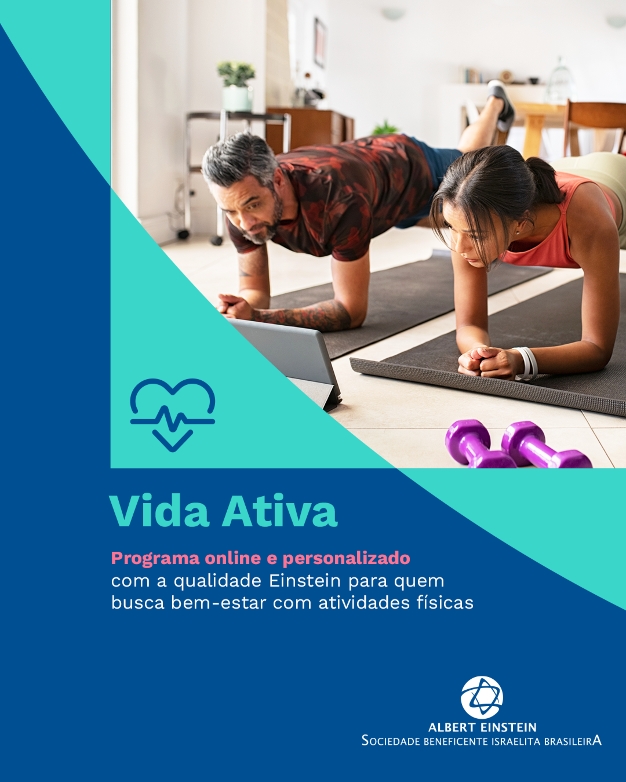 Vida Ativa
Programa online e personalizado
com a qualidade Einstein para quem
busca bem-estar com atividades físicas
ALBERT EINSTEIN
SOCIEDADE BENEFICENTE ISRAELITA BRASILEIRA